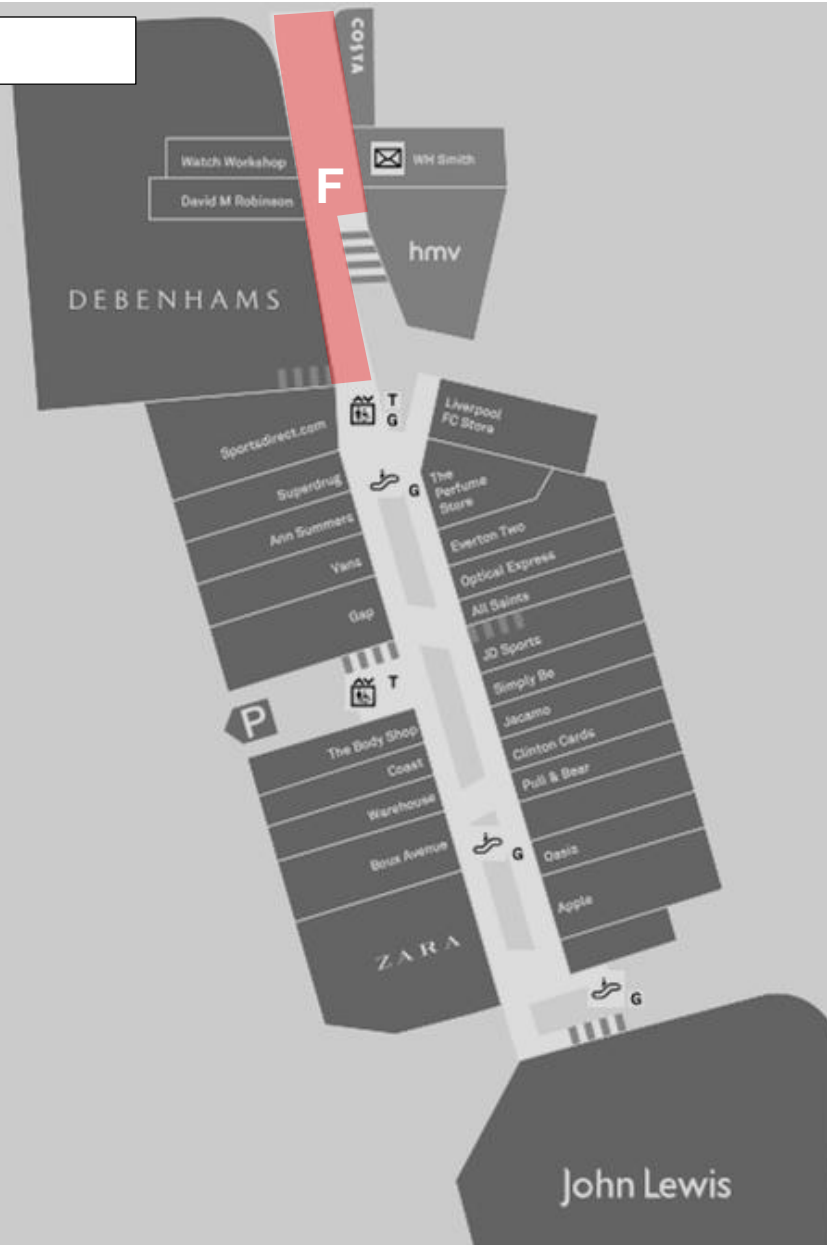 COSTA
Watch Workshop
WH Smith
F
David M Robinson
hmv
DEBENHAMS
T
G
Liverpool
FC Store
Sportsdirect.com
The
Perfume
Store
Superdrug
G
Ann Summers
Everton Two
Vans
Optical Express
All Saints
Gap
JD Sports
T
Simply Be
P
Jacamo
The Body Shop
Clinton Cards
Coast
Pull & Bear
Warehouse
Boux Avenue
G
Oasis
Apple
ZARA
G
John Lewis